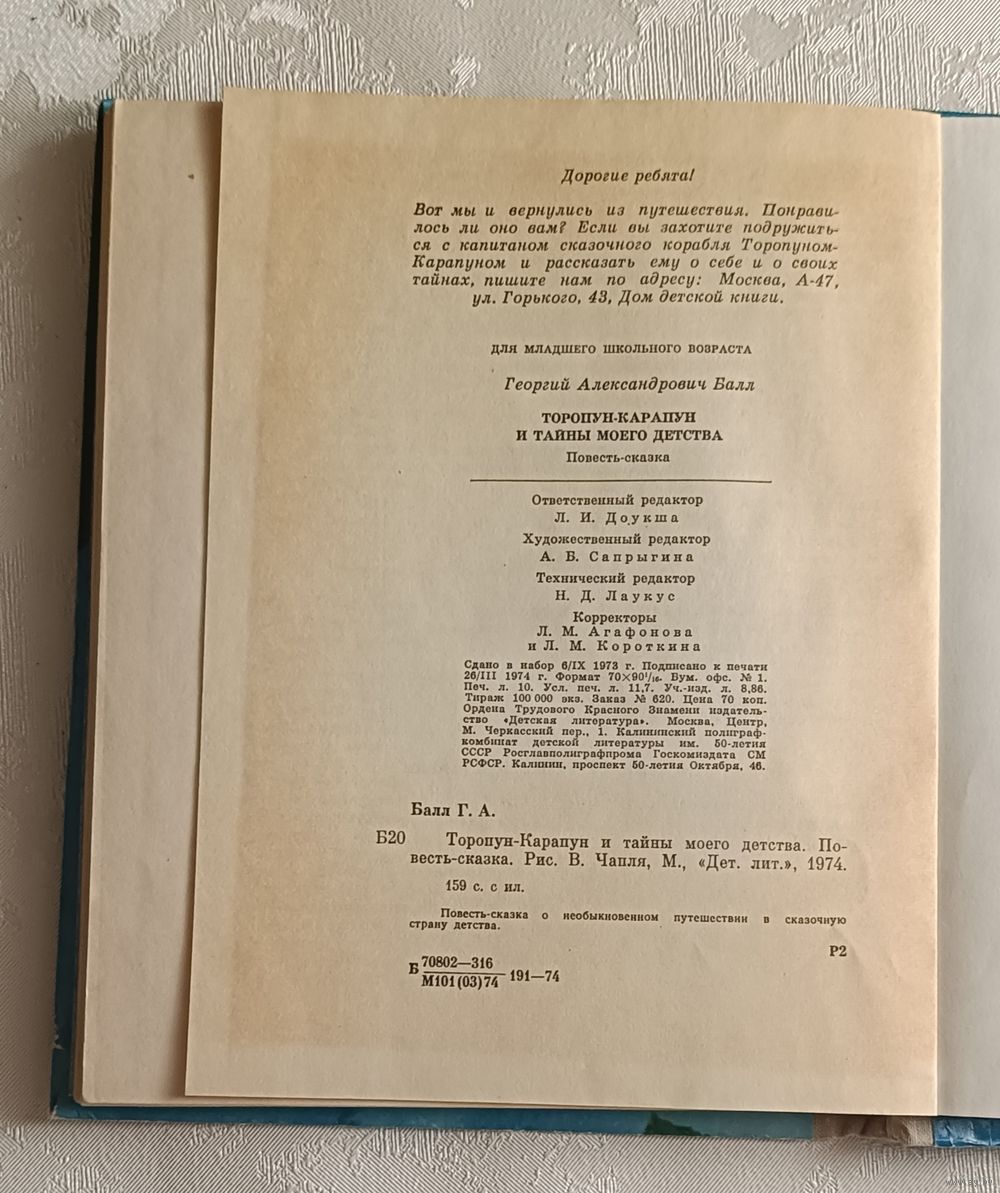 Дорогие ребята!
Вот мы и вернулись из путешествия. Понрави-
лось ли оно вам? Если вы захотите подружить-
ся с капитаном сказочного корабля Торопуном-
Карапуном и рассказать ему о себе и о своих
тайнах, пишите нам по адресу: Москва, А-47,
ул. Горького, 43, Дом детской книги.
ДЛЯ МЛАДШЕГО ШКОЛЬНОГО ВОЗРАСТА
Георгий Александрович Балл
ТОРОПУН-КАРАПУН
И ТАЙНЫ МОЕГО ДЕТСТВА
Повесть-сказка
Ответственный редактор
Л. И. Доукша
Художественный редактор
А. Б. Сапрыгина
Технический редактор
Н. Д. Лаукус
Корректоры
Л. М. Агафонова
и Л. М. Короткина
Сдано в набор 6/IX 1973 г. Подписано к печати
26/III 1974 г. Формат 70×90¹/₁₆. Бум. офс. № 1.
Печ. л. 10. Усл. печ. л. 11,7. Уч.-изд. л. 8,86.
Тираж 100 000 экз. Заказ № 620. Цена 70 коп.
Ордена Трудового Красного Знамени издатель-
ство «Детская литература». Москва, Центр,
М. Черкасский пер., 1. Калининский полиграф-
комбинат детской литературы им. 50-летия
СССР Росглавполиграфпрома Госкомиздата СМ
РСФСР. Калинин, проспект 50-летия Октября, 46.
Балл Г. А.
Б20 Торопун-Карапун и тайны моего детства. По-
весть-сказка. Рис. В. Чапля, М., «Дет. лит.», 1974.
159 с. с ил.
Повесть-сказка о необыкновенном путешествии в сказочную
страну детства.
Р2
Б 70802—316
М101(03)74 191—74